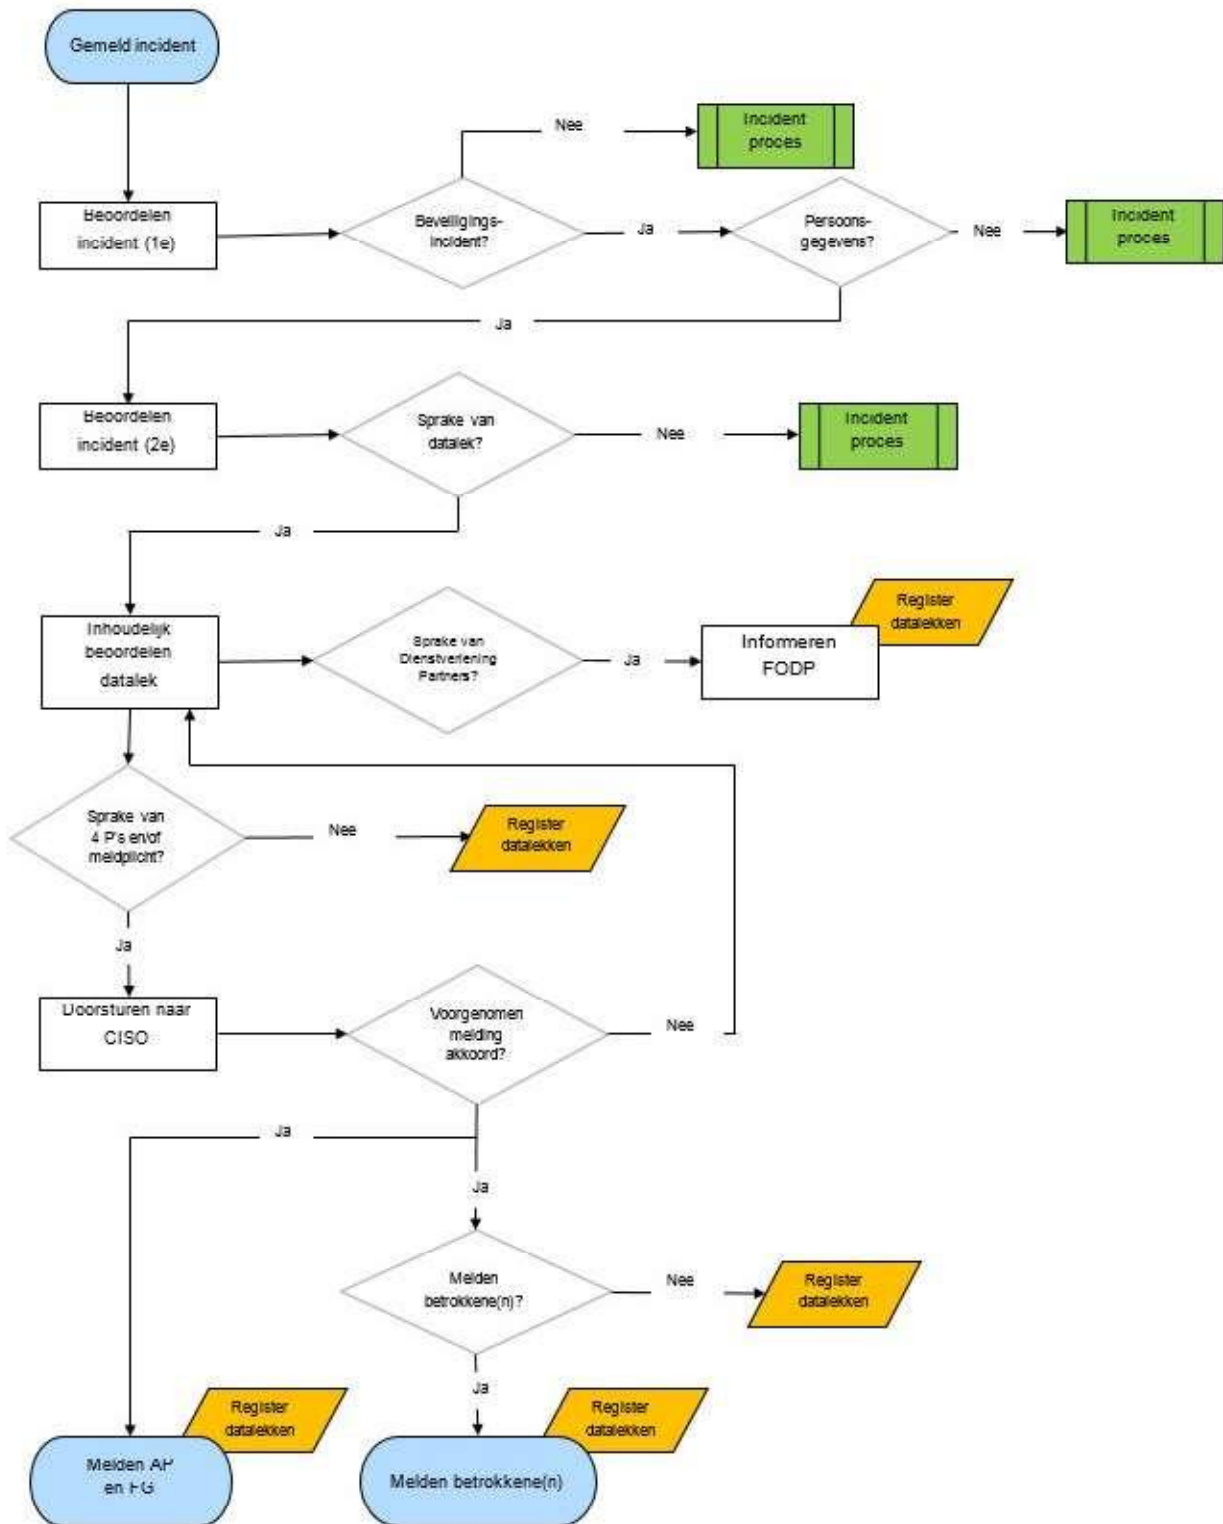 Gemeld incident
Nee
Incident
proces
Beoordelen
incident (1e)
Beveiligings-
incident?
Ja
Persoons-
gegevens?
Nee
Incident
proces
Ja
Beoordelen
incident (2e)
Sprake van
datalek?
Nee
Incident
proces
Ja
Inhoudelijk
beoordelen
datalek
Sprake van
Dienstverlening
Partners?
Ja
Informeren
FODP
Register
datalekken
Sprake van
4 P's en/of
meldplicht?
Nee
Register
datalekken
Ja
Doorsturen naar
CISO
Voorgenomen
melding
akkoord?
Nee
Ja
Ja
Melden
betrokkene(n)?
Nee
Register
datalekken
Ja
Register
datalekken
Melden AP
en FG
Register
datalekken
Melden betrokkene(n)